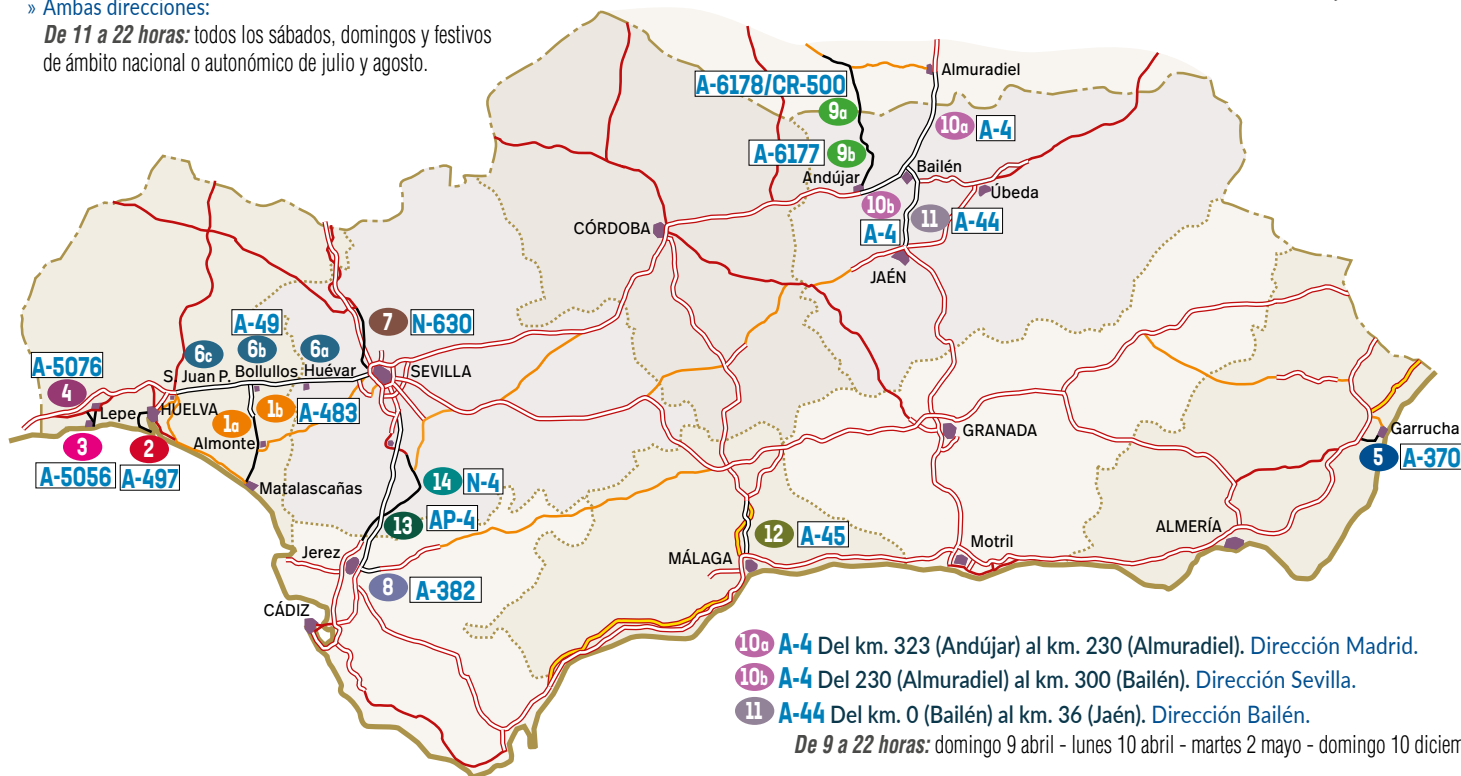 » Ambas direcciones:
De 11 a 22 horas: todos los sábados, domingos y festivos
de ámbito nacional o autonómico de julio y agosto.
Almuradiel
A-6178/CR-500
9a
10a A-4
A-6177 9b
Bailén
Andújar
Úbeda
10b
11 A-44
A-4
CÓRDOBA
JAÉN
7 N-630
A-49
6c 6b 6a
A-5076
S. Juan P. Bollullos Huévar
SEVILLA
4
Lepe HUELVA
1a 1b A-483
Almonte
GRANADA
Garrucha
3 2
5 A-370
A-5056 A-497
Matalascañas
14 N-4
13 AP-4
ALMERÍA
12 A-45
Motril
Jerez
MÁLAGA
8 A-382
CÁDIZ
10a A-4 Del km. 323 (Andújar) al km. 230 (Almuradiel). Dirección Madrid.
10b A-4 Del 230 (Almuradiel) al km. 300 (Bailén). Dirección Sevilla.
11 A-44 Del km. 0 (Bailén) al km. 36 (Jaén). Dirección Bailén.
De 9 a 22 horas: domingo 9 abril - lunes 10 abril - martes 2 mayo - domingo 10 diciem